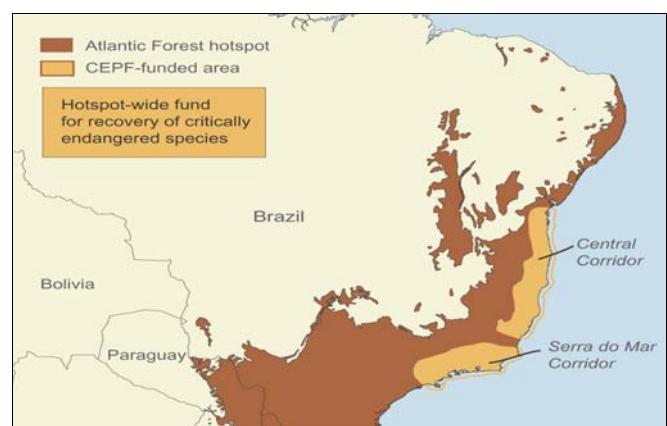 Atlantic Forest hotspot
CEPF-funded area
Hotspot-wide fund
for recovery of critically
endangered species
Brazil
Central
Corridor
Bolivia
Serra do Mar
Corridor
Paraguay